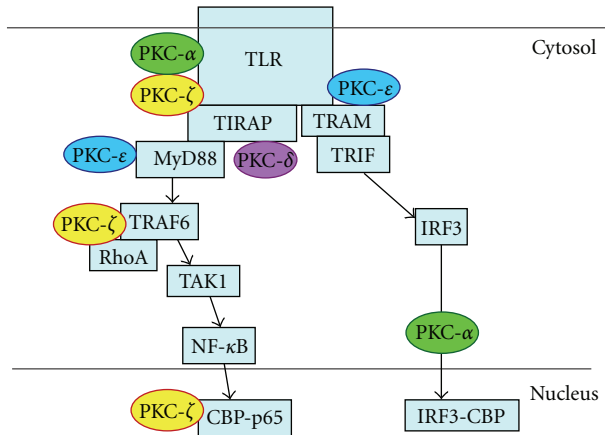 Cytosol
PKC-α
TLR
PKC-ζ
PKC-ε
TIRAP
TRAM
PKC-ε
MyD88
PKC-δ
TRIF
PKC-ζ
TRAF6
IRF3
RhoA
TAK1
PKC-α
NF-κB
Nucleus
PKC-ζ
CBP-p65
IRF3-CBP